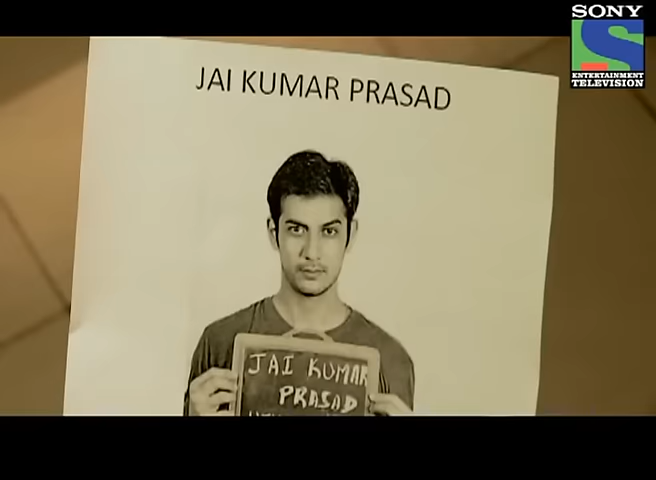 SONY
ENTERTAINMENT
TELEVISION
JAI KUMAR PRASAD
JAI KUMAR
PRASAD